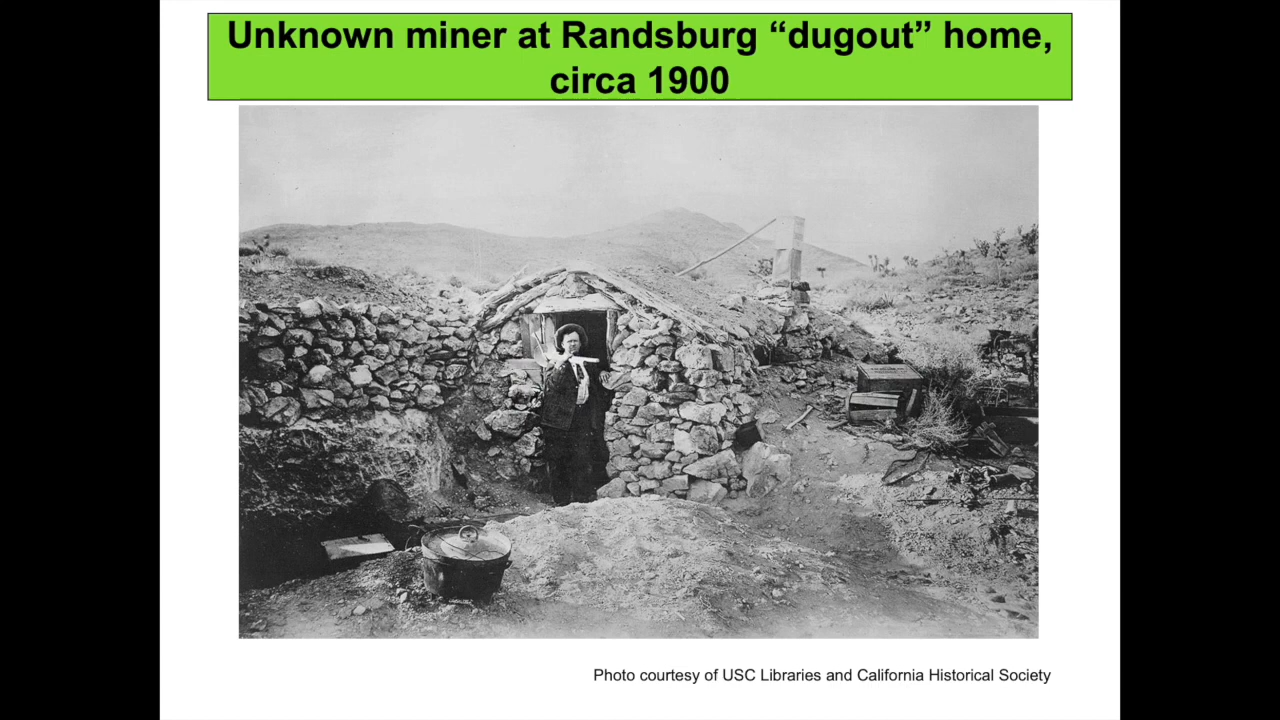 Unknown miner at Randsburg “dugout” home,
circa 1900
Photo courtesy of USC Libraries and California Historical Society